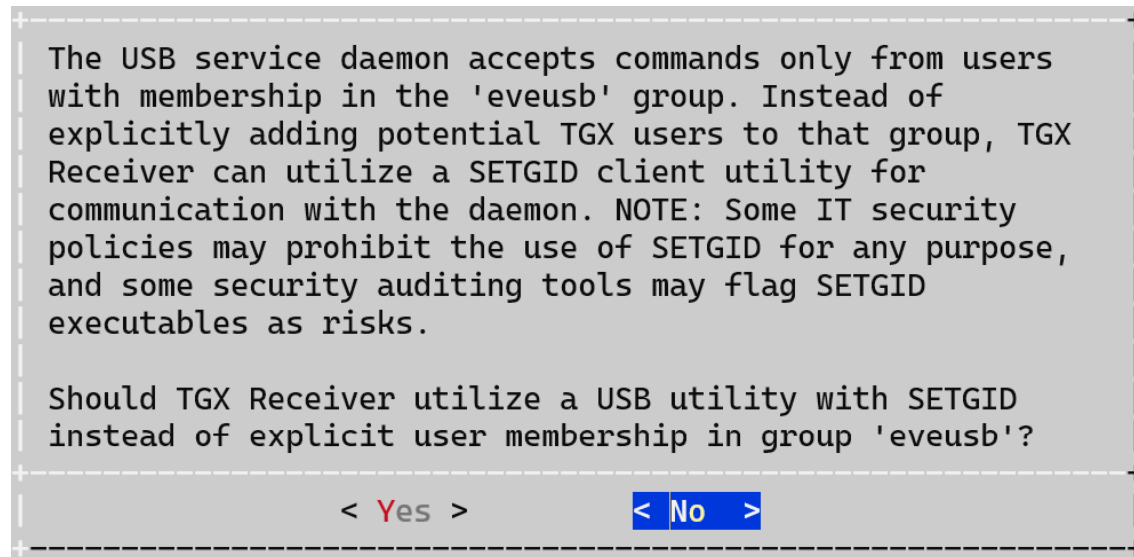 The USB service daemon accepts commands only from users
with membership in the 'eveusb' group. Instead of
explicitly adding potential TGX users to that group, TGX
Receiver can utilize a SETGID client utility for
communication with the daemon. NOTE: Some IT security
policies may prohibit the use of SETGID for any purpose,
and some security auditing tools may flag SETGID
executables as risks.
Should TGX Receiver utilize a USB utility with SETGID
instead of explicit user membership in group 'eveusb'?
< Yes > < No >